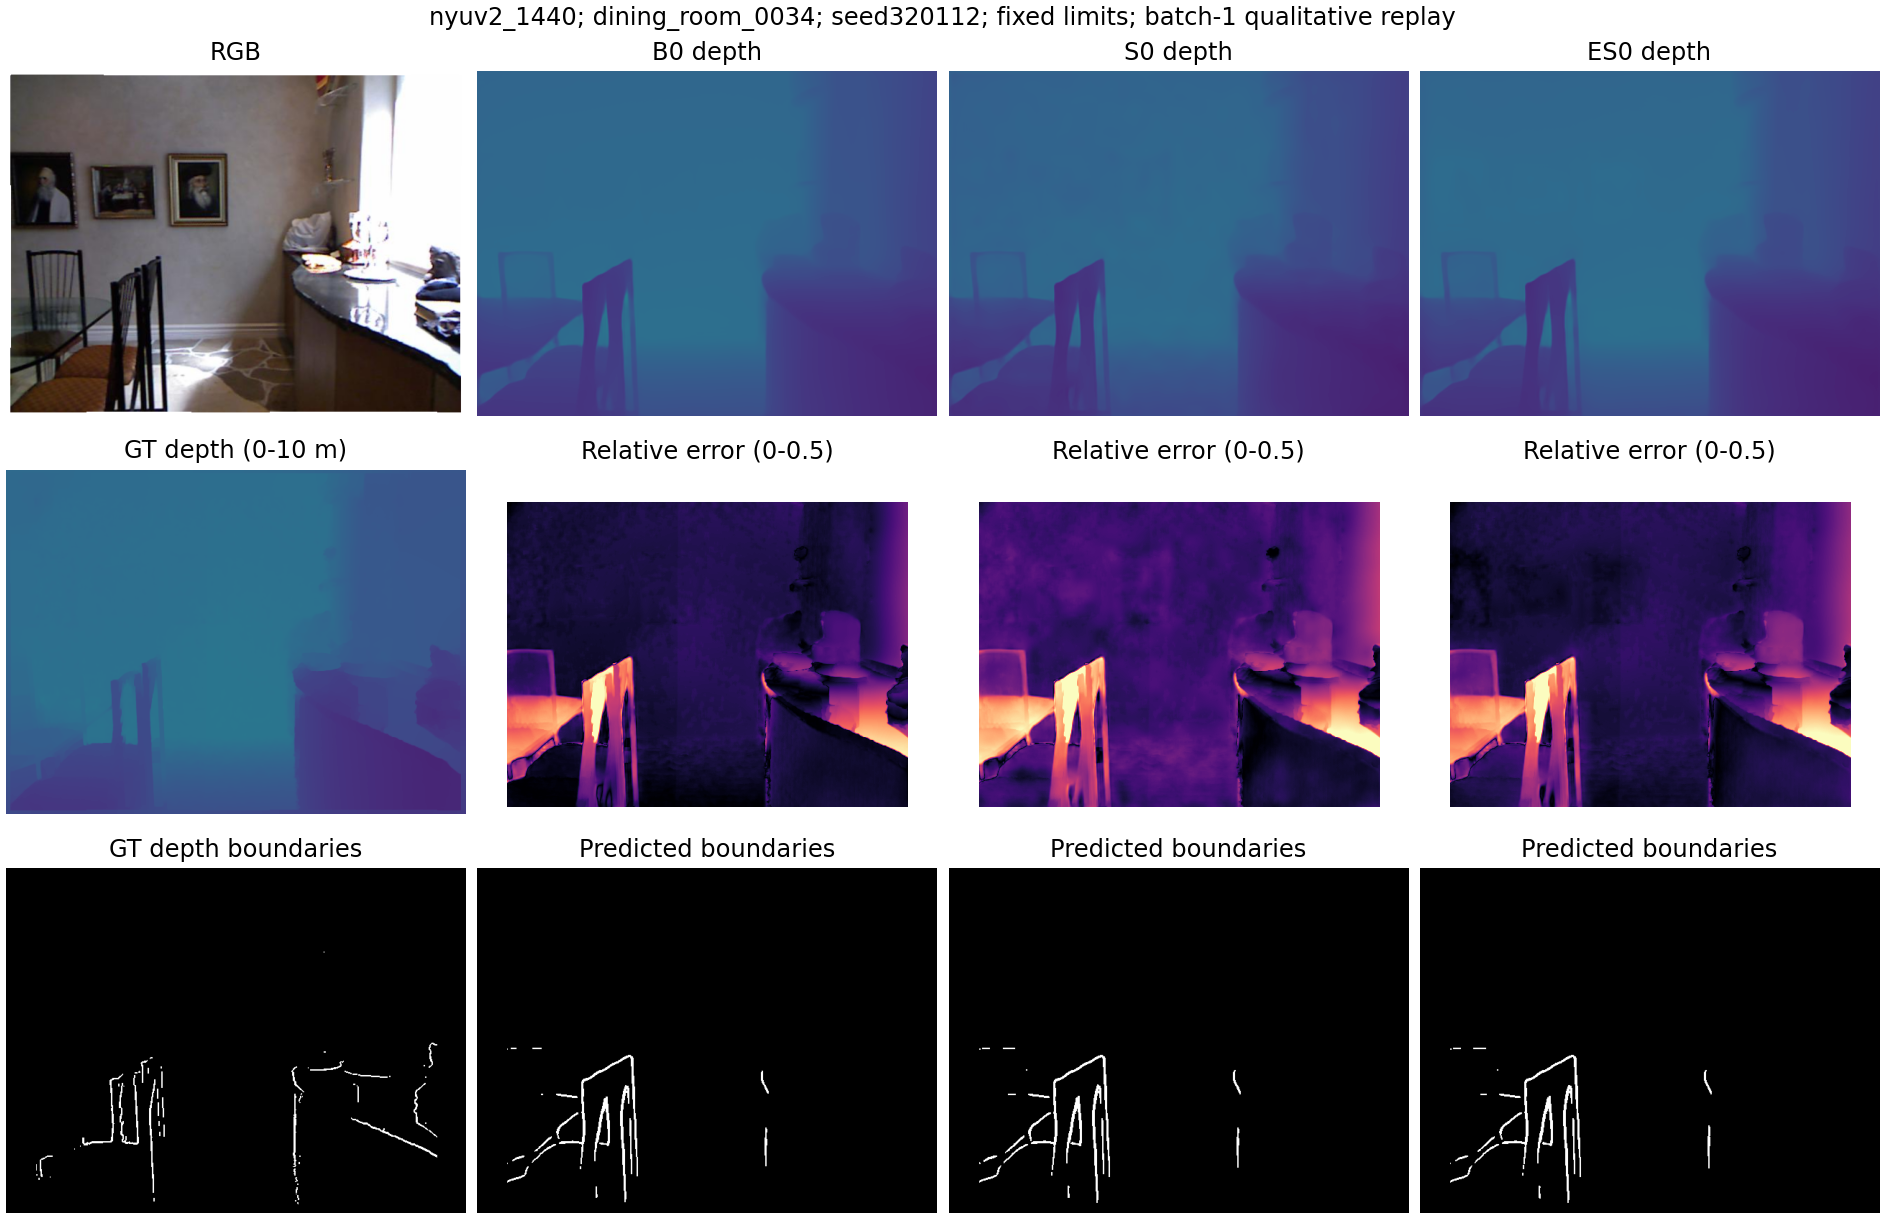 nyuv2_1440; dining_room_0034; seed320112; fixed limits; batch-1 qualitative replay
RGB
B0 depth
S0 depth
ES0 depth
GT depth (0-10 m)
Relative error (0-0.5)
Relative error (0-0.5)
Relative error (0-0.5)
GT depth boundaries
Predicted boundaries
Predicted boundaries
Predicted boundaries